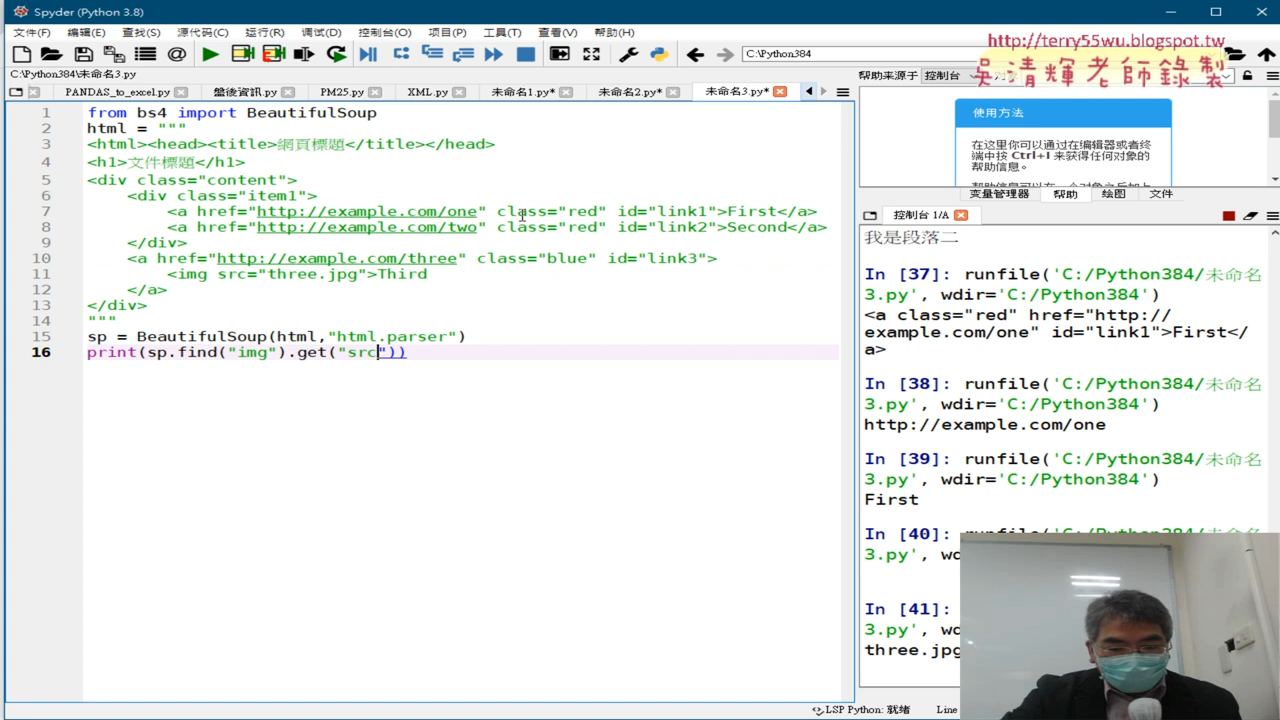 Spyder (Python 3.8)
文件(F) 编辑(E) 查找(S) 源代码(C) 运行(R) 调试(D) 控制台(O) 项目(P) 工具(T) 查看(V) 帮助(H)
http://terry55wu.blogspot.tw
吳清輝老師錄製
C:\Python384
C:\Python384\未命名3.py
帮助来源于 控制台
PANDAS_to_excel.py 盤後資訊.py PM25.py XML.py 未命名1.py* 未命名2.py* 未命名3.py*
1 from bs4 import BeautifulSoup
2 html = """
3 <html><head><title>網頁標題</title></head>
4 <h1>文件標題</h1>
5 <div class="content">
6 <div class="item1">
7 <a href="http://example.com/one" class="red" id="link1">First</a>
8 <a href="http://example.com/two" class="red" id="link2">Second</a>
9 </div>
10 <a href="http://example.com/three" class="blue" id="link3">
11 <img src="three.jpg">Third
12 </a>
13 </div>
14 """
15 sp = BeautifulSoup(html,"html.parser")
16 print(sp.find("img").get("src"))
使用方法
在这里你可以通过在编辑器或者终
端中按 Ctrl+I 来获得任何对象的
帮助信息。
变量管理器 帮助 绘图 文件
控制台 1/A
我是段落二
In [37]: runfile('C:/Python384/未命名
3.py', wdir='C:/Python384')
<a class="red" href="http://
example.com/one" id="link1">First</
a>
In [38]: runfile('C:/Python384/未命名
3.py', wdir='C:/Python384')
http://example.com/one
In [39]: runfile('C:/Python384/未命名
3.py', wdir='C:/Python384')
First
In [40]: runfile('C:/Python384/未命名
3.py', wd
In [41]:
3.py', wd
three.jpg
LSP Python: 就绪 Line